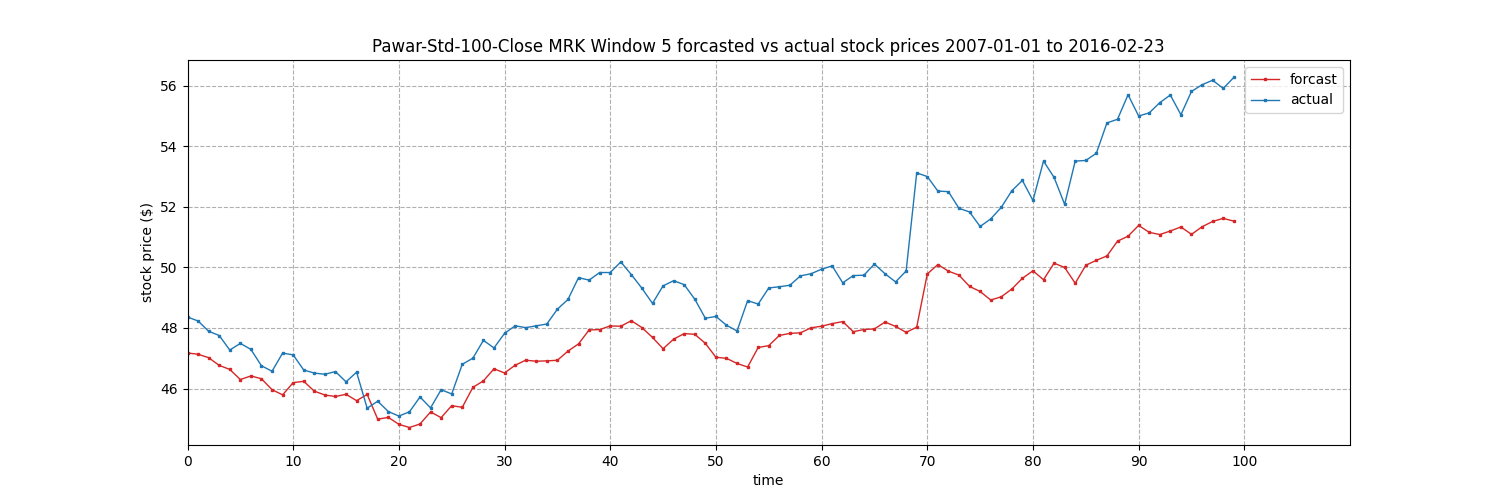 Pawar-Std-100-Close MRK Window 5 forcasted vs actual stock prices 2007-01-01 to 2016-02-23
forcast
actual
56
54
52
50
48
46
stock price ($)
0 10 20 30 40 50 60 70 80 90 100
time